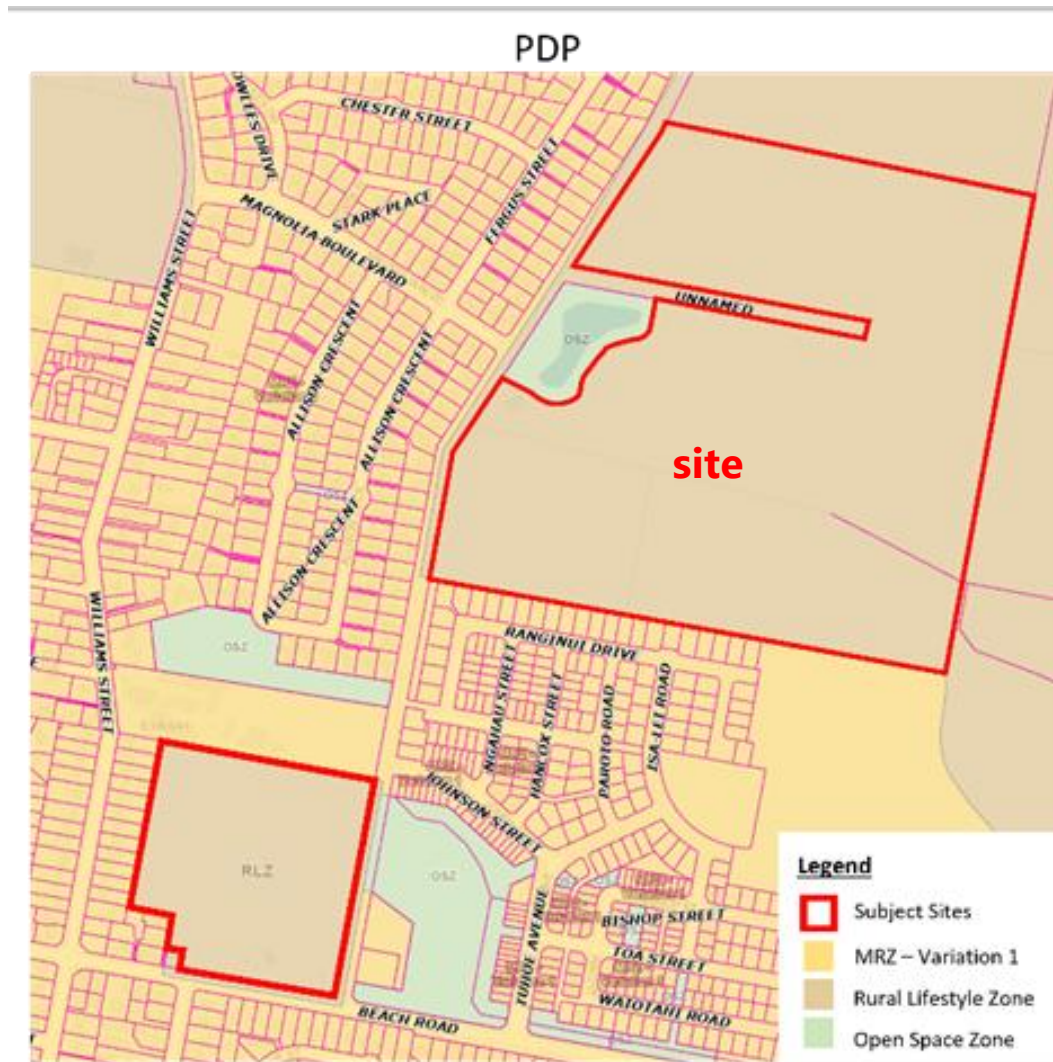 PDP
OWLTES DRIVE
CHESTER STREET
STARK PLACE
FERGUS STREET
MAGNOLIA BOULEVARD
WILLIAMS STREET
UNNAMED
OSZ
ALLISON CRESCENT
ALLISON CRESCENT
site
ALLISON CRESCENT
WILLIAMS STREET
RANGINUI DRIVE
OSZ
NGAHAU STREET
HANCOX STREET
PAROTO ROAD
ISA-LEI ROAD
JOHNSON STREET
RLZ
OSZ
TUHOE AVENUE
BISHOP STREET
TOA STREET
WAIOTAHI ROAD
BEACH ROAD
Legend
Subject Sites
MRZ – Variation 1
Rural Lifestyle Zone
Open Space Zone